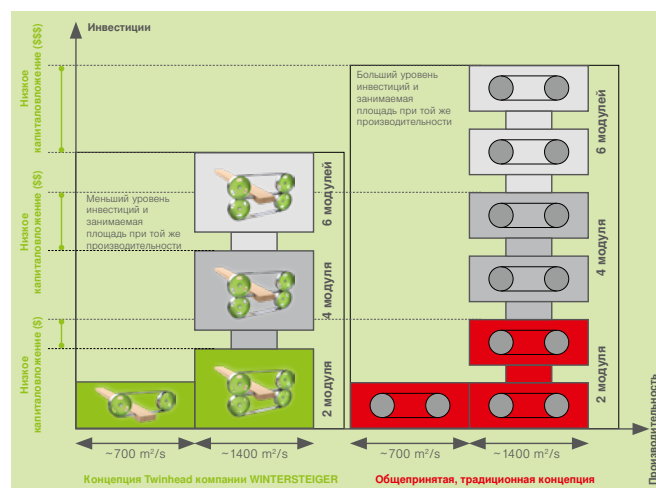 Инвестиции
Низкое
капиталовложение ($$$)
Низкое
капиталовложение ($$)
Низкое
капиталовложение ($)
Меньший уровень
инвестиций и
занимаемая
площадь при той же
производительности
6 модулей
4 модуля
2 модуля
Больший уровень
инвестиций и
занимаемая
площадь при той же
производительности
6 модулей
4 модуля
2 модуля
Производительность
~700 m²/s
~1400 m²/s
~700 m²/s
~1400 m²/s
Концепция Twinhead компании WINTERSTEIGER
Общепринятая, традиционная концепция